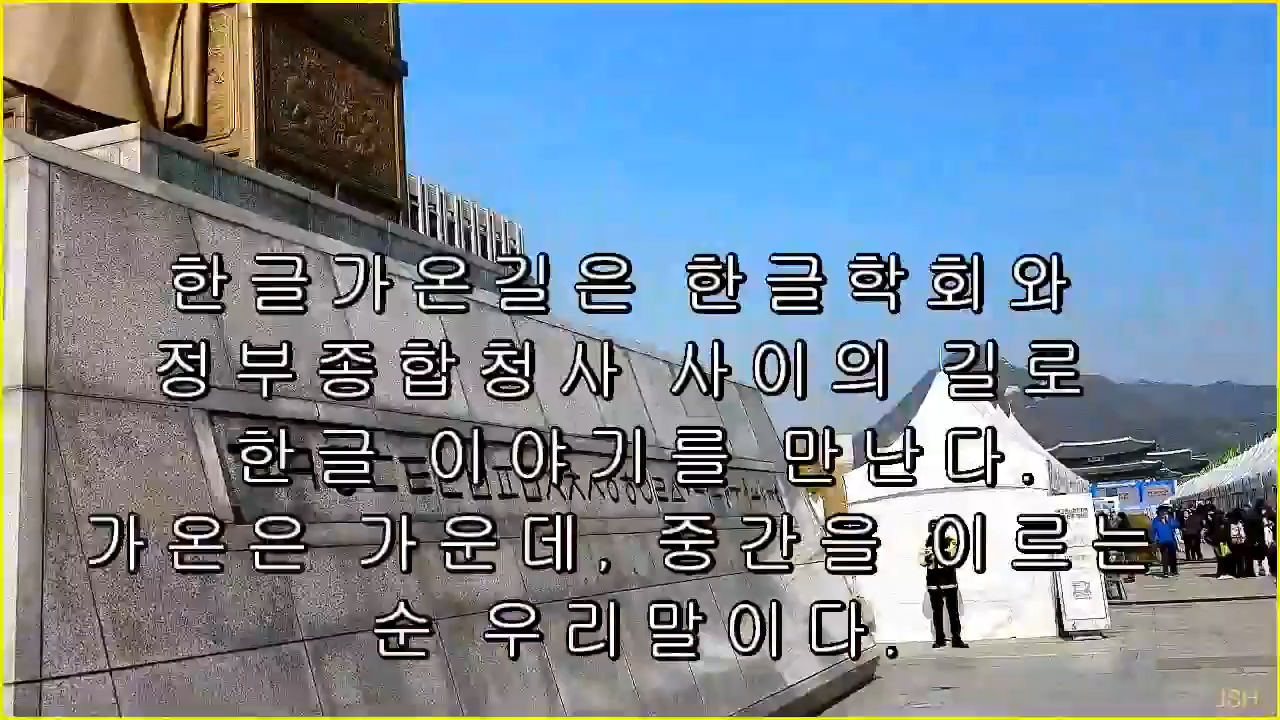 한글가온길은 한글학회와
정부종합청사 사이의 길로
한글 이야기를 만난다.
가온은 가운데, 중간을 이르는
순 우리말이다.
JSH